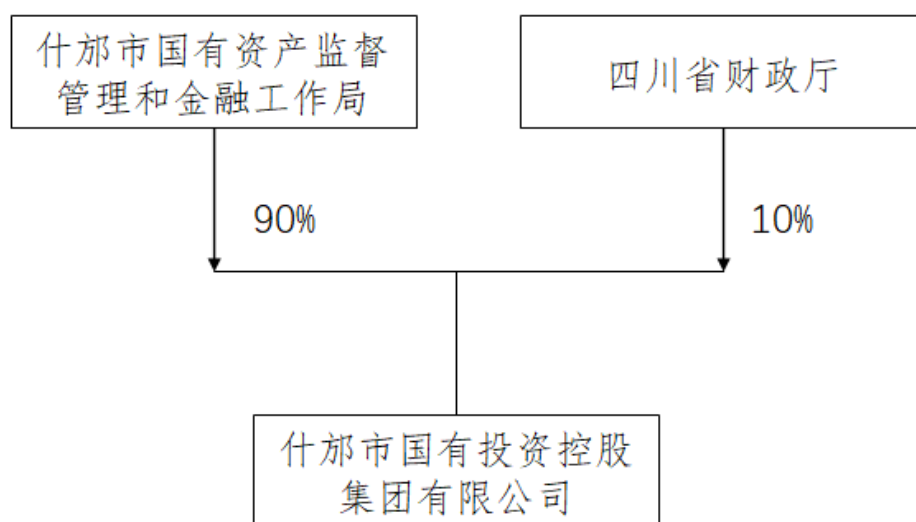 什邡市国有资产监督
管理和金融工作局
四川省财政厅
90%
10%
什邡市国有投资控股
集团有限公司